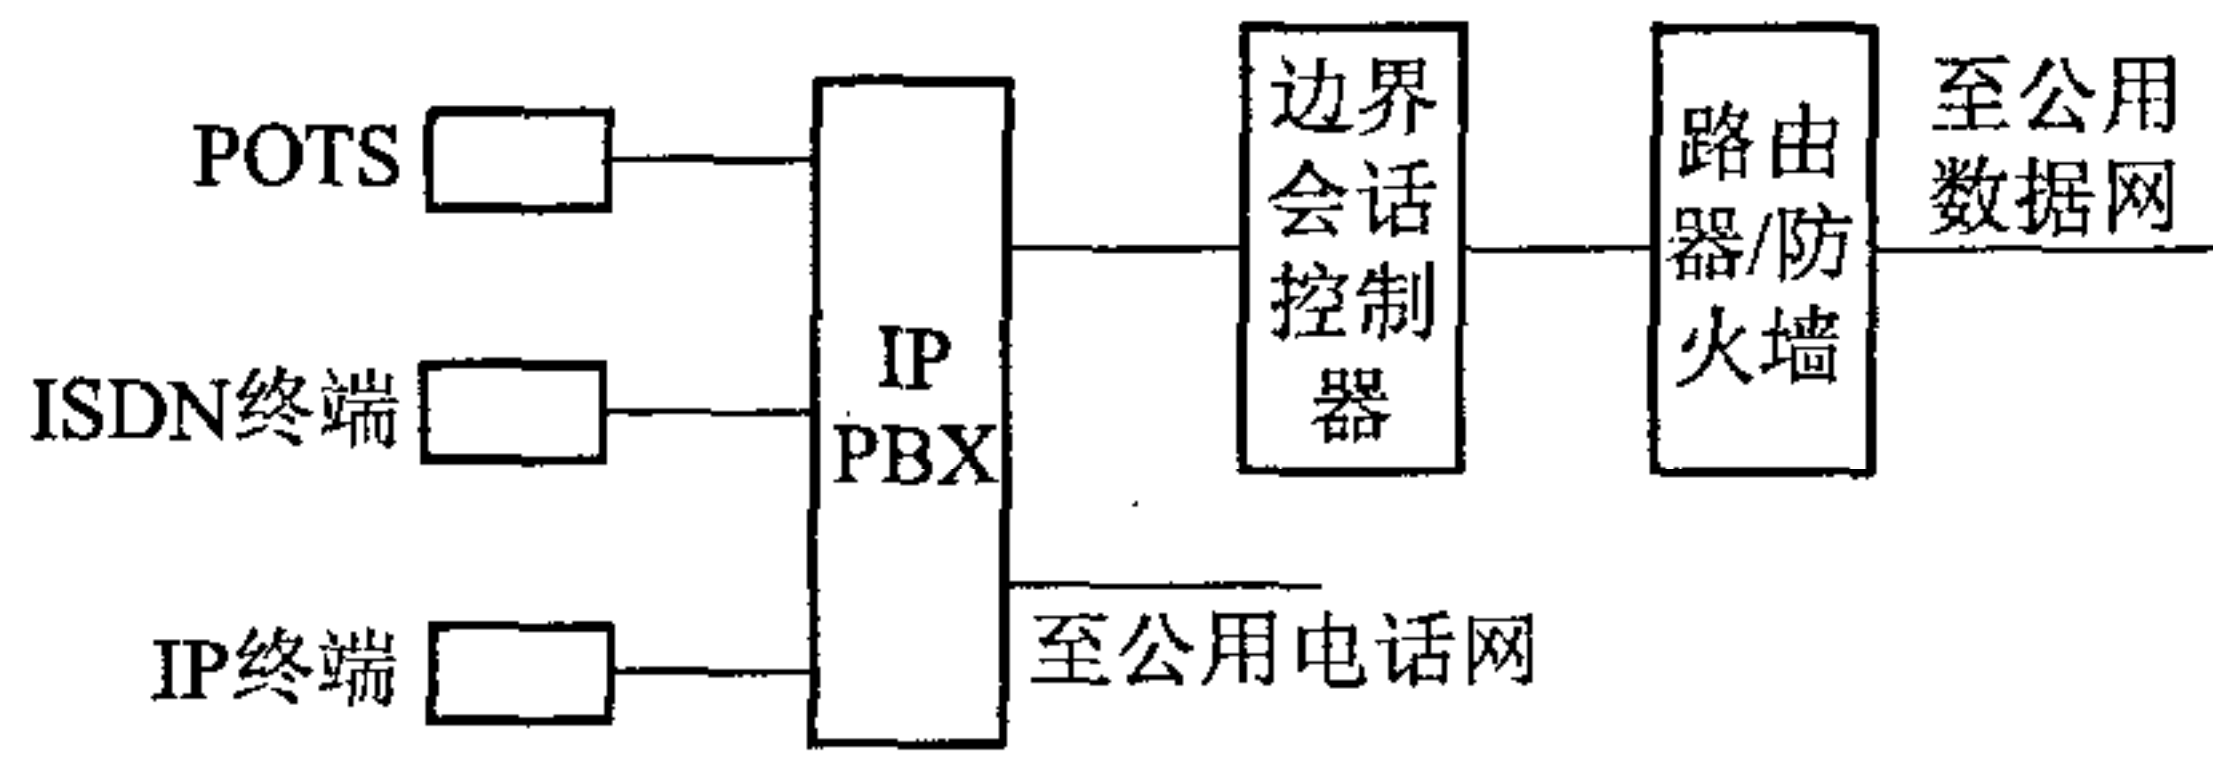 POTS
ISDN终端
IP终端
IP
PBX
边界
会话
控制
器
路由
器/防
火墙
至公用
数据网
至公用电话网